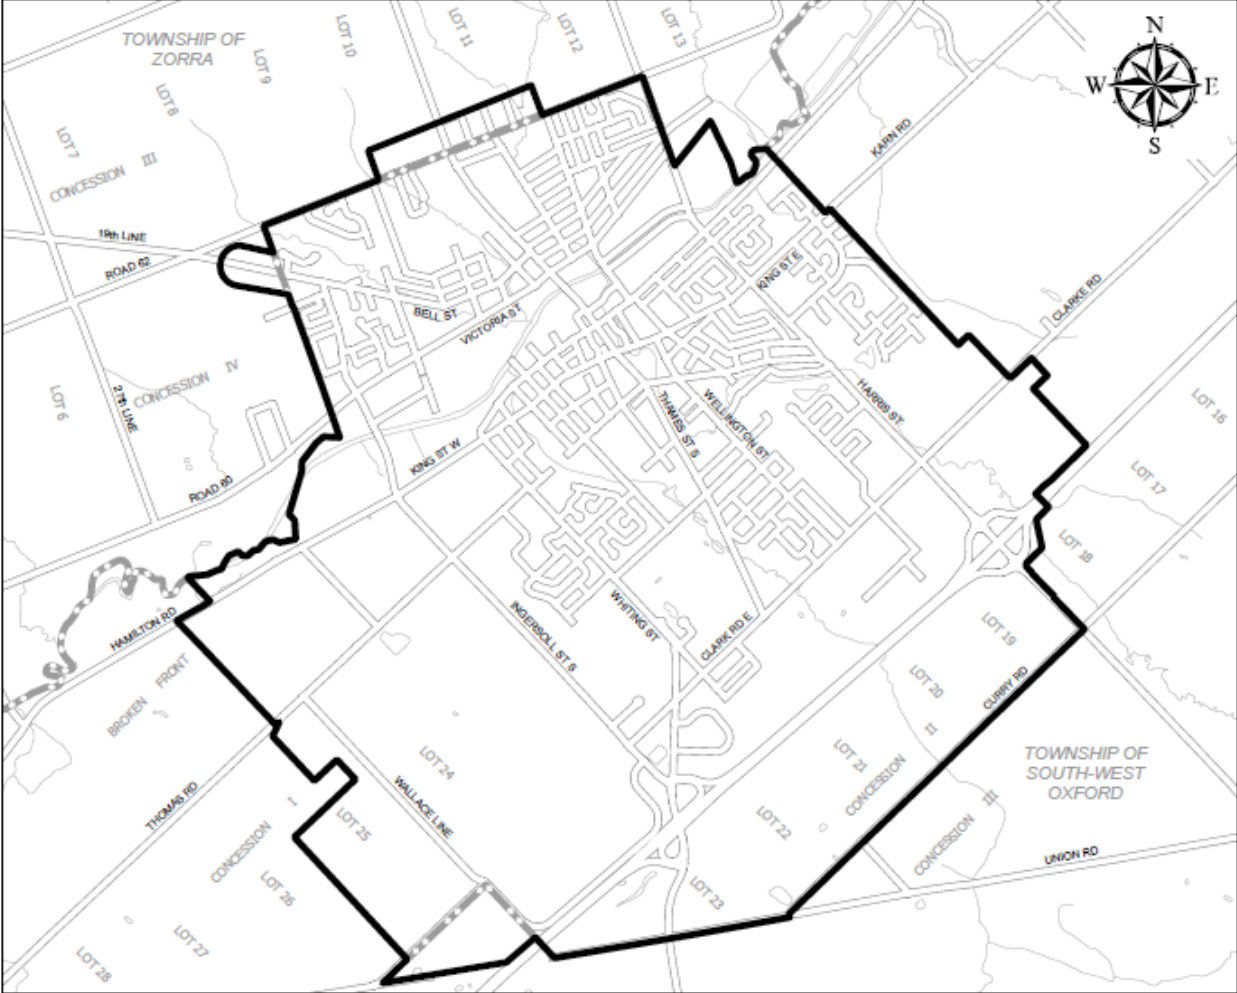 N
W
E
S
TOWNSHIP OF
ZORRA
LOT 7
LOT 8
LOT 9
LOT 10
LOT 11
LOT 12
LOT 13
CONCESSION III
KARN RD
19th LINE
ROAD 62
BELL ST
VICTORIA ST
KING ST E
CLARKE RD
CONCESSION IV
LOT 6
27th LINE
HARRIS ST
THAMES ST S
WELLINGTON ST
LOT 16
LOT 17
LOT 18
KING ST W
ROAD 60
HAMILTON RD
INGERSOLL ST S
WHITING ST
CLARK RD E
LOT 19
LOT 20
CURRY RD
BROKEN FRONT
LOT 24
LOT 21
CONCESSION II
TOWNSHIP OF
SOUTH-WEST
OXFORD
THOMAS RD
WALLACE LINE
CONCESSION I
LOT 25
LOT 22
CONCESSION III
UNION RD
LOT 26
LOT 23
LOT 27
LOT 28